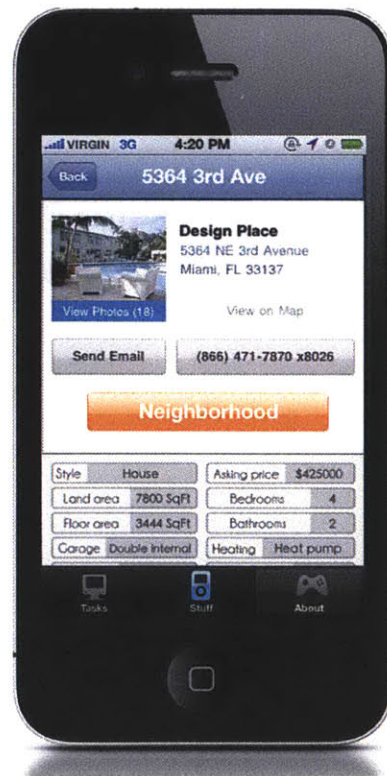 VIRGIN 3G 4:20 PM
Back 5364 3rd Ave
Design Place
5364 NE 3rd Avenue
Miami, FL 33137
View Photos (18) View on Map
Send Email (866) 471-7870 x8026
Neighborhood
Style House Asking price $425000
Land area 7800 SqFt Bedrooms 4
Floor area 3444 SqFt Bathrooms 2
Garage Double Internal Heating Heat pump
Tasks Stuff About